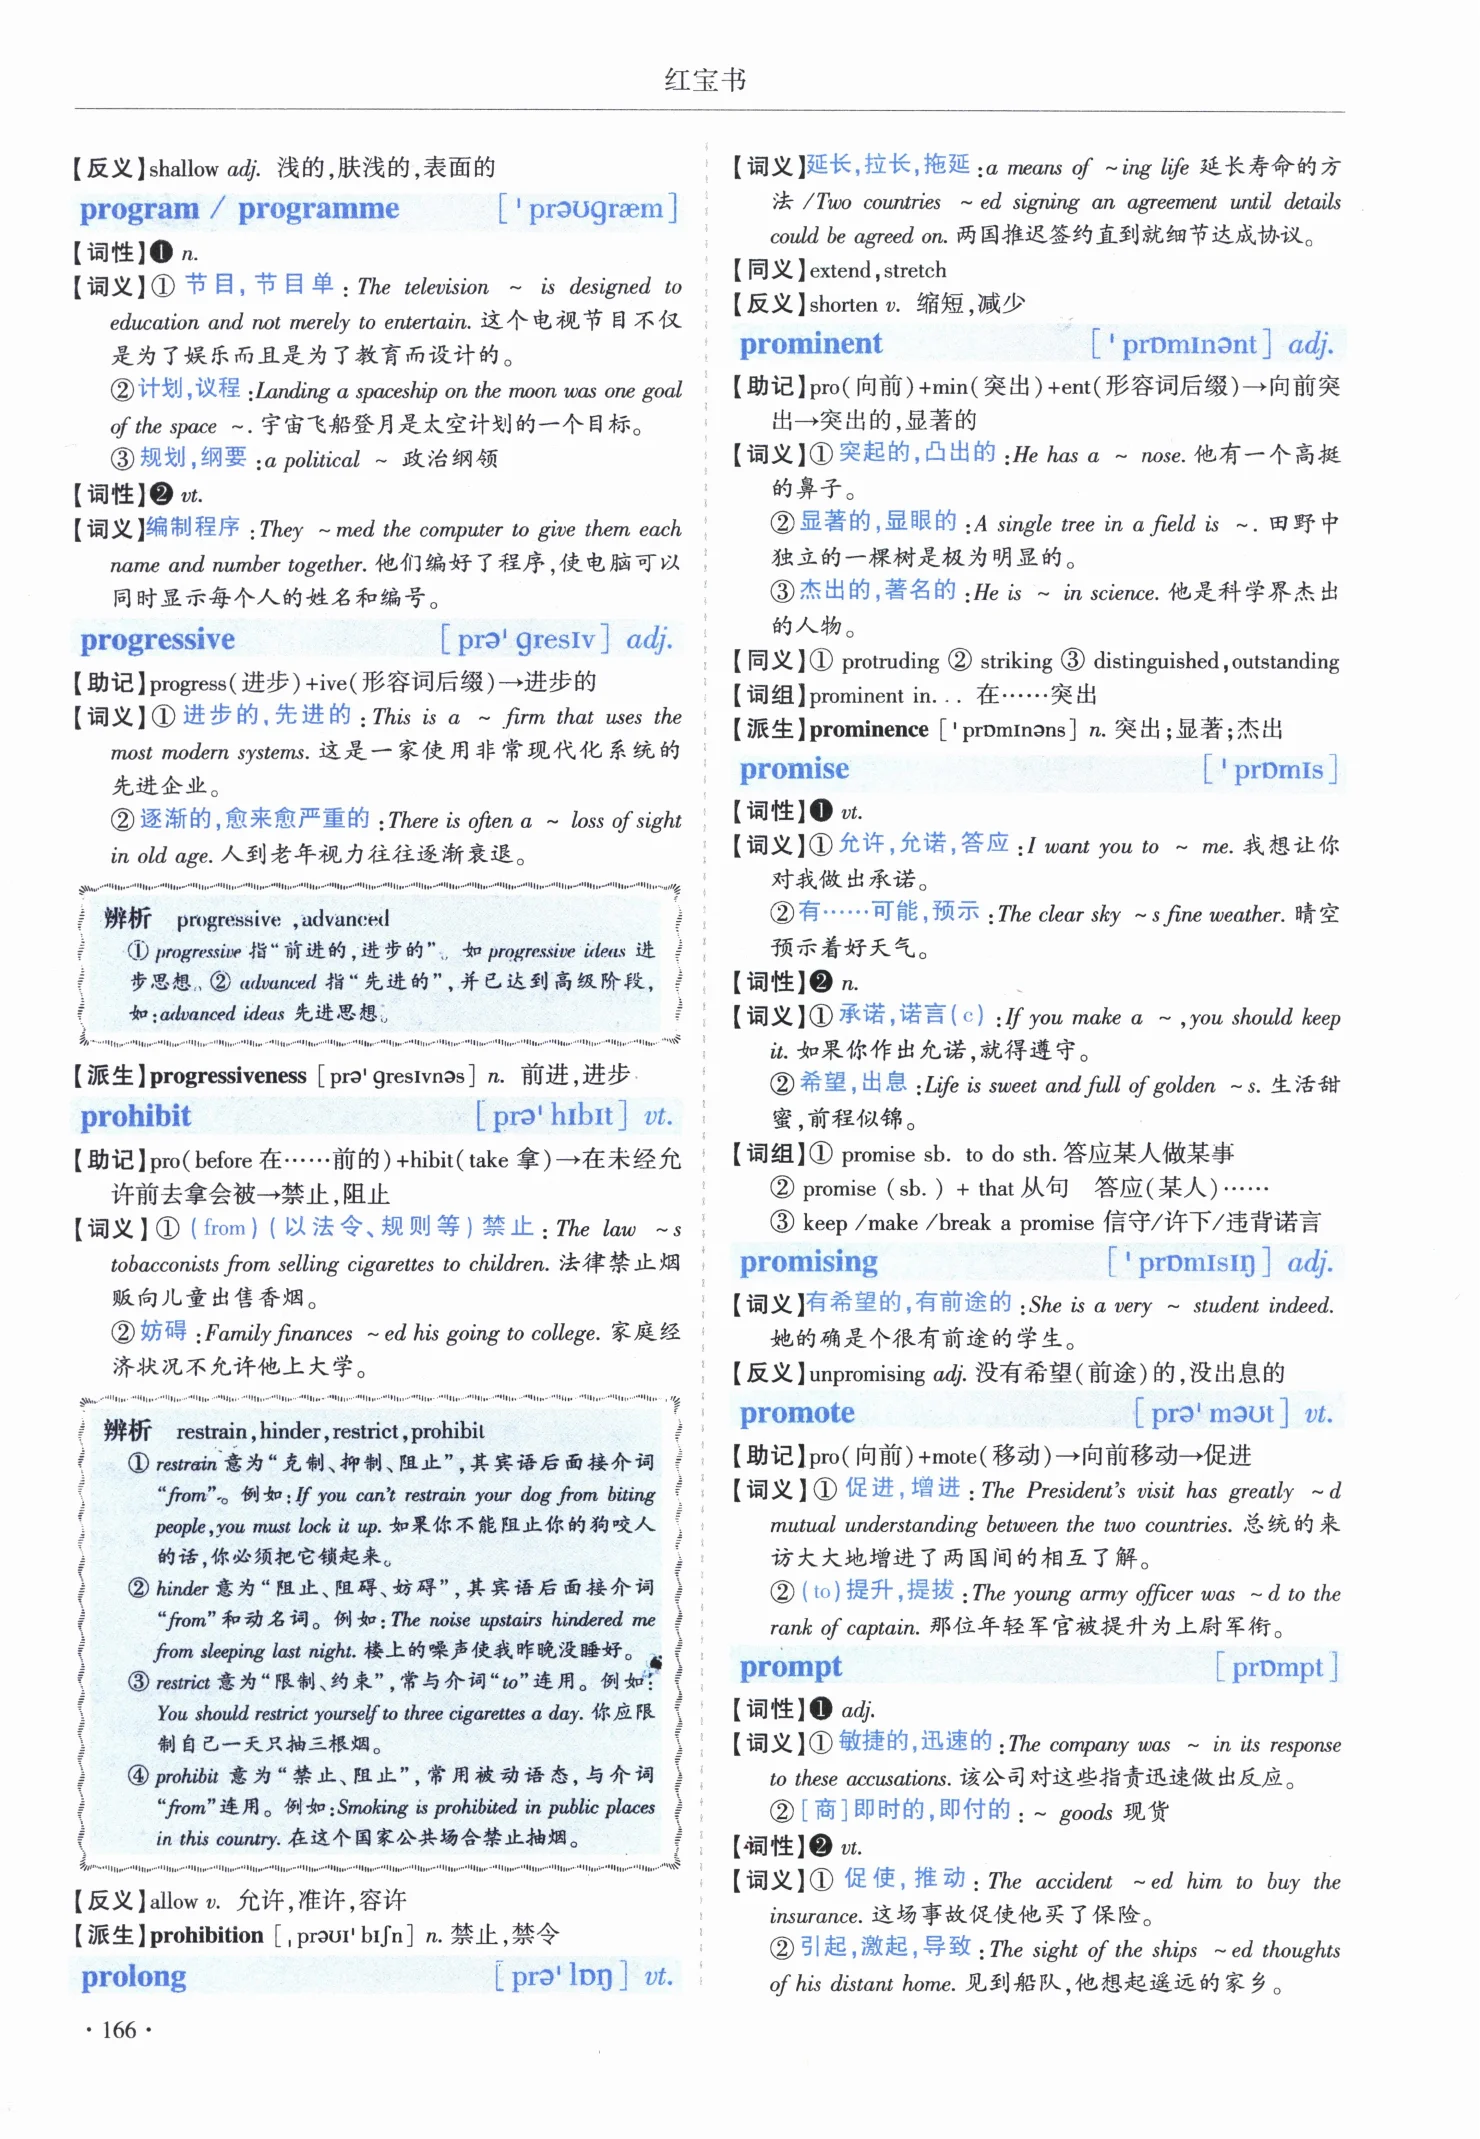 红宝书
【反义】shallow adj. 浅的,肤浅的,表面的
program / programme [ˈprəʊɡræm]
【词性】❶ n.
【词义】① 节目,节目单: The television ~ is designed to
education and not merely to entertain. 这个电视节目不仅
是为了娱乐而且是为了教育而设计的。
②计划,议程:Landing a spaceship on the moon was one goal
of the space ~. 宇宙飞船登月是太空计划的一个目标。
③规划,纲要:a political ~ 政治纲领
【词性】❷ vt.
【词义】编制程序:They ~med the computer to give them each
name and number together. 他们编好了程序,使电脑可以
同时显示每个人的姓名和编号。
progressive [prəˈɡresɪv] adj.
【助记】progress(进步)+ive(形容词后缀)→进步的
【词义】① 进步的,先进的: This is a ~ firm that uses the
most modern systems. 这是一家使用非常现代化系统的
先进企业。
②逐渐的,愈来愈严重的:There is often a ~ loss of sight
in old age. 人到老年视力往往逐渐衰退。
辨析 progressive,advanced
① progressive 指“前进的,进步的”。如 progressive ideas 进
步思想。② advanced 指“先进的”,并已达到高级阶段,
如:advanced ideas 先进思想。
【派生】progressiveness [prəˈɡresɪvnəs] n. 前进,进步
prohibit [prəˈhɪbɪt] vt.
【助记】pro(before 在……前的)+hibit(take 拿)→在未经允
许前去拿会被→禁止,阻止
【词义】① (from)(以法令、规则等)禁止: The law ~s
tobacconists from selling cigarettes to children. 法律禁止烟
贩向儿童出售香烟。
②妨碍:Family finances ~ed his going to college. 家庭经
济状况不允许他上大学。
辨析 restrain,hinder,restrict,prohibit
① restrain 意为“克制、抑制、阻止”,其宾语后面接介词
“from”。例如:If you can't restrain your dog from biting
people,you must lock it up. 如果你不能阻止你的狗咬人
的话,你必须把它锁起来。
② hinder 意为“阻止、阻碍、妨碍”,其宾语后面接介词
“from”和动名词。例如:The noise upstairs hindered me
from sleeping last night. 楼上的噪声使我昨晚没睡好。
③ restrict 意为“限制、约束”,常与介词“to”连用。例如:
You should restrict yourself to three cigarettes a day. 你应限
制自己一天只抽三根烟。
④ prohibit 意为“禁止、阻止”,常用被动语态,与介词
“from”连用。例如:Smoking is prohibited in public places
in this country. 在这个国家公共场合禁止抽烟。
【反义】allow v. 允许,准许,容许
【派生】prohibition [ˌprəʊɪˈbɪʃn] n. 禁止,禁令
prolong [prəˈlɒŋ] vt.
·166·
【词义】延长,拉长,拖延:a means of ~ing life 延长寿命的方
法 /Two countries ~ed signing an agreement until details
could be agreed on. 两国推迟签约直到就细节达成协议。
【同义】extend,stretch
【反义】shorten v. 缩短,减少
prominent [ˈprɒmɪnənt] adj.
【助记】pro(向前)+min(突出)+ent(形容词后缀)→向前突
出→突出的,显著的
【词义】①突起的,凸出的:He has a ~ nose. 他有一个高挺
的鼻子。
②显著的,显眼的:A single tree in a field is ~. 田野中
独立的一棵树是极为明显的。
③杰出的,著名的:He is ~ in science. 他是科学界杰出
的人物。
【同义】① protruding ② striking ③ distinguished,outstanding
【词组】prominent in... 在……突出
【派生】prominence [ˈprɒmɪnəns] n. 突出;显著;杰出
promise [ˈprɒmɪs]
【词性】❶ vt.
【词义】①允许,允诺,答应:I want you to ~ me. 我想让你
对我做出承诺。
②有……可能,预示:The clear sky ~s fine weather. 晴空
预示着好天气。
【词性】❷ n.
【词义】①承诺,诺言(c):If you make a ~,you should keep
it. 如果你作出允诺,就得遵守。
②希望,出息:Life is sweet and full of golden ~s. 生活甜
蜜,前程似锦。
【词组】① promise sb. to do sth. 答应某人做某事
② promise (sb.) + that 从句 答应(某人)……
③ keep/make/break a promise 信守/许下/违背诺言
promising [ˈprɒmɪsɪŋ] adj.
【词义】有希望的,有前途的:She is a very ~ student indeed.
她的确是个很有前途的学生。
【反义】unpromising adj. 没有希望(前途)的,没出息的
promote [prəˈməʊt] vt.
【助记】pro(向前)+mote(移动)→向前移动→促进
【词义】① 促进,增进: The President's visit has greatly ~d
mutual understanding between the two countries. 总统的来
访大大地增进了两国间的相互了解。
②(to)提升,提拔:The young army officer was ~d to the
rank of captain. 那位年轻军官被提升为上尉军衔。
prompt [prɒmpt]
【词性】❶ adj.
【词义】①敏捷的,迅速的:The company was ~ in its response
to these accusations. 该公司对这些指责迅速做出反应。
②[商]即时的,即付的: ~ goods 现货
【词性】❷ vt.
【词义】① 促使,推动: The accident ~ed him to buy the
insurance. 这场事故促使他买了保险。
②引起,激起,导致:The sight of the ships ~ed thoughts
of his distant home. 见到船队,他想起遥远的家乡。